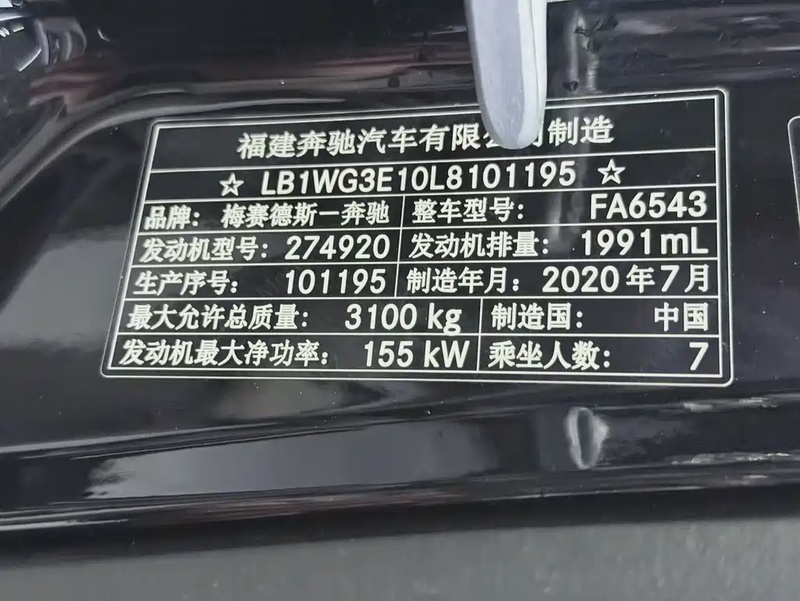 福建奔驰汽车有限公司制造
☆ LB1WG3E10L8101195 ☆
品牌：梅赛德斯－奔驰 整车型号： FA6543
发动机型号：274920 发动机排量：1991mL
生产序号： 101195 制造年月：2020年7月
最大允许总质量： 3100 kg 制造国： 中国
发动机最大净功率： 155 kW 乘坐人数： 7